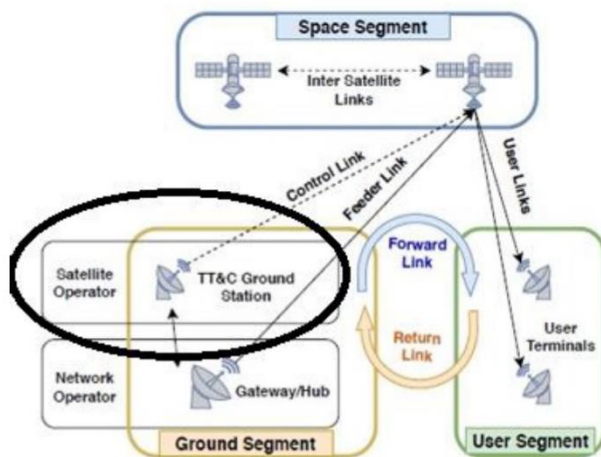 Space Segment
Inter Satellite
Links
Control Link
Feeder Link
User Links
Satellite
Operator
TT&C Ground
Station
Forward
Link
Return
Link
User
Terminals
Network
Operator
Gateway/Hub
Ground Segment
User Segment